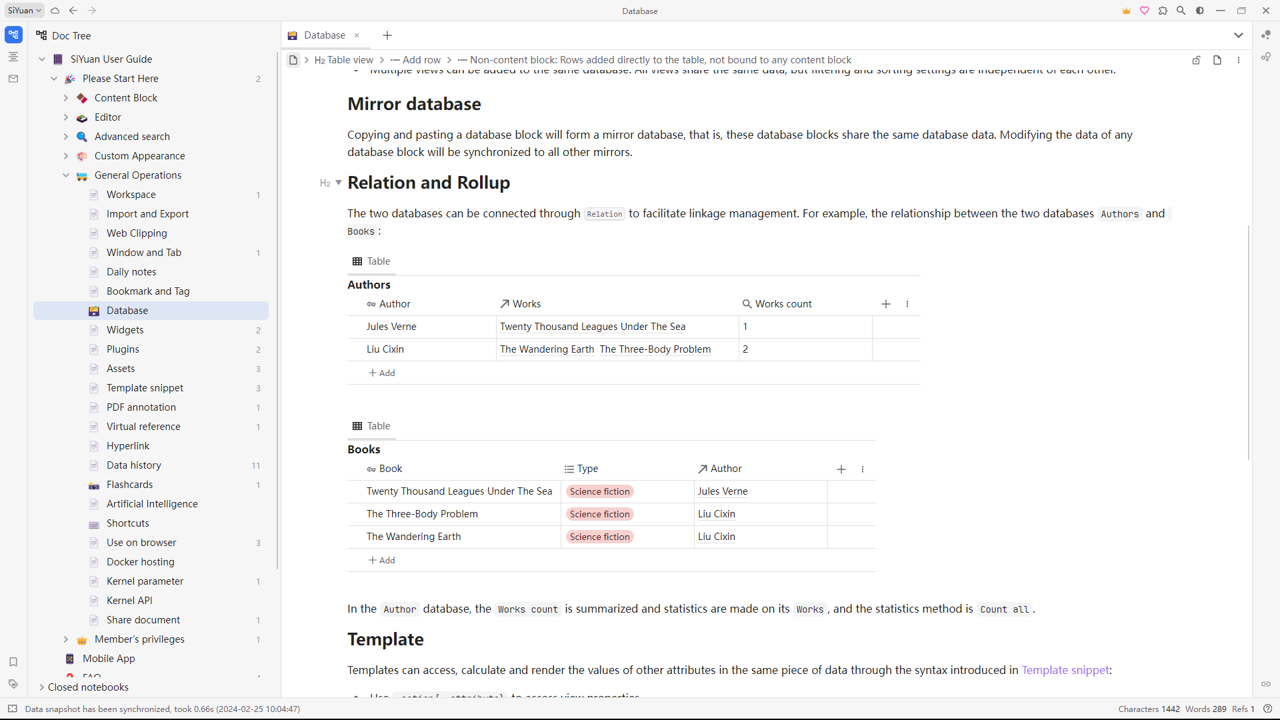 SiYuan
Database
Doc Tree
SiYuan User Guide
Please Start Here 2
Content Block
Editor
Advanced search
Custom Appearance
General Operations
Workspace 1
Import and Export
Web Clipping
Window and Tab 1
Daily notes
Bookmark and Tag
Database
Widgets 2
Plugins 2
Assets 3
Template snippet 3
PDF annotation 1
Virtual reference 1
Hyperlink
Data history 11
Flashcards
Artificial Intelligence
Shortcuts
Use on browser 3
Docker hosting
Kernel parameter 1
Kernel API
Share document 1
Member's privileges 1
Mobile App
FAQ 4
Closed notebooks
Database
H2 Table view Add row Non-content block: Rows added directly to the table, not bound to any content block
Multiple views can be added to the same database. All views share the same data, but filtering and sorting settings are independent of each other.
Mirror database
Copying and pasting a database block will form a mirror database, that is, these database blocks share the same database data. Modifying the data of any
database block will be synchronized to all other mirrors.
H2 Relation and Rollup
The two databases can be connected through Relation to facilitate linkage management. For example, the relationship between the two databases Authors and
Books :
Table
Authors
Author Works Works count
Jules Verne Twenty Thousand Leagues Under The Sea 1
Liu Cixin The Wandering Earth The Three-Body Problem 2
Add
Table
Books
Book Type Author
Twenty Thousand Leagues Under The Sea Science fiction Jules Verne
The Three-Body Problem Science fiction Liu Cixin
The Wandering Earth Science fiction Liu Cixin
Add
In the Author database, the Works count is summarized and statistics are made on its Works , and the statistics method is Count all .
Template
Templates can access, calculate and render the values of other attributes in the same piece of data through the syntax introduced in Template snippet:
to access view properties
Data snapshot has been synchronized, took 0.66s (2024-02-25 10:04:47)
Characters 1442 Words 289 Refs 1